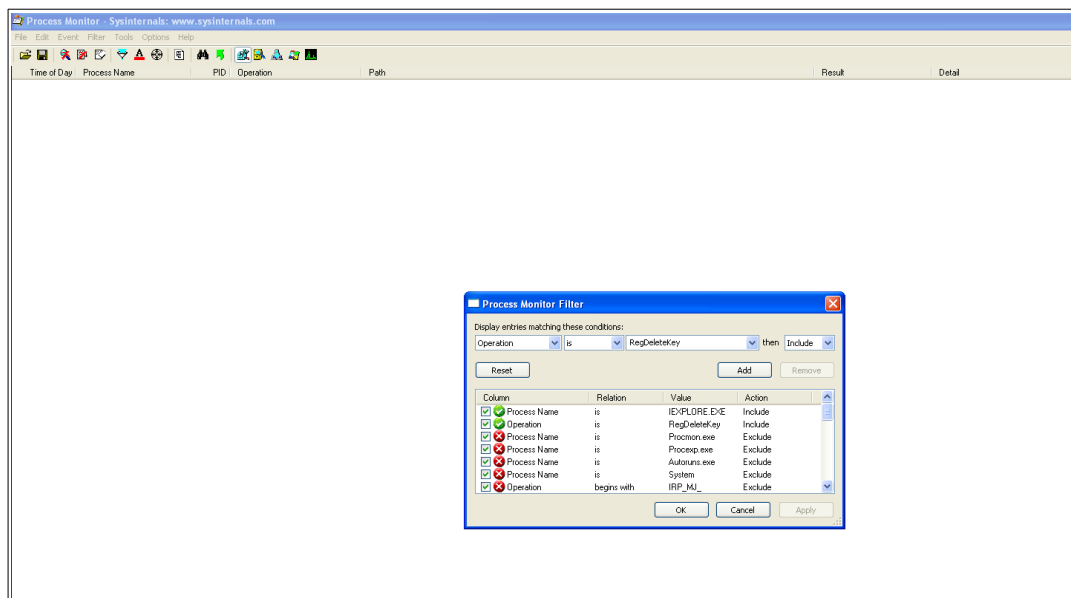 Process Monitor - Sysinternals: www.sysinternals.com
File Edit Event Filter Tools Options Help
Time of Day Process Name PID Operation Path Result Detail
Process Monitor Filter
Display entries matching these conditions:
Operation is RegDeleteKey then Include
Reset Add Remove
Column Relation Value Action
Process Name is IEXPLORE.EXE Include
Operation is RegDeleteKey Include
Process Name is Procmon.exe Exclude
Process Name is Procexp.exe Exclude
Process Name is Autoruns.exe Exclude
Process Name is System Exclude
Operation begins with IRP_MJ_ Exclude
OK Cancel Apply